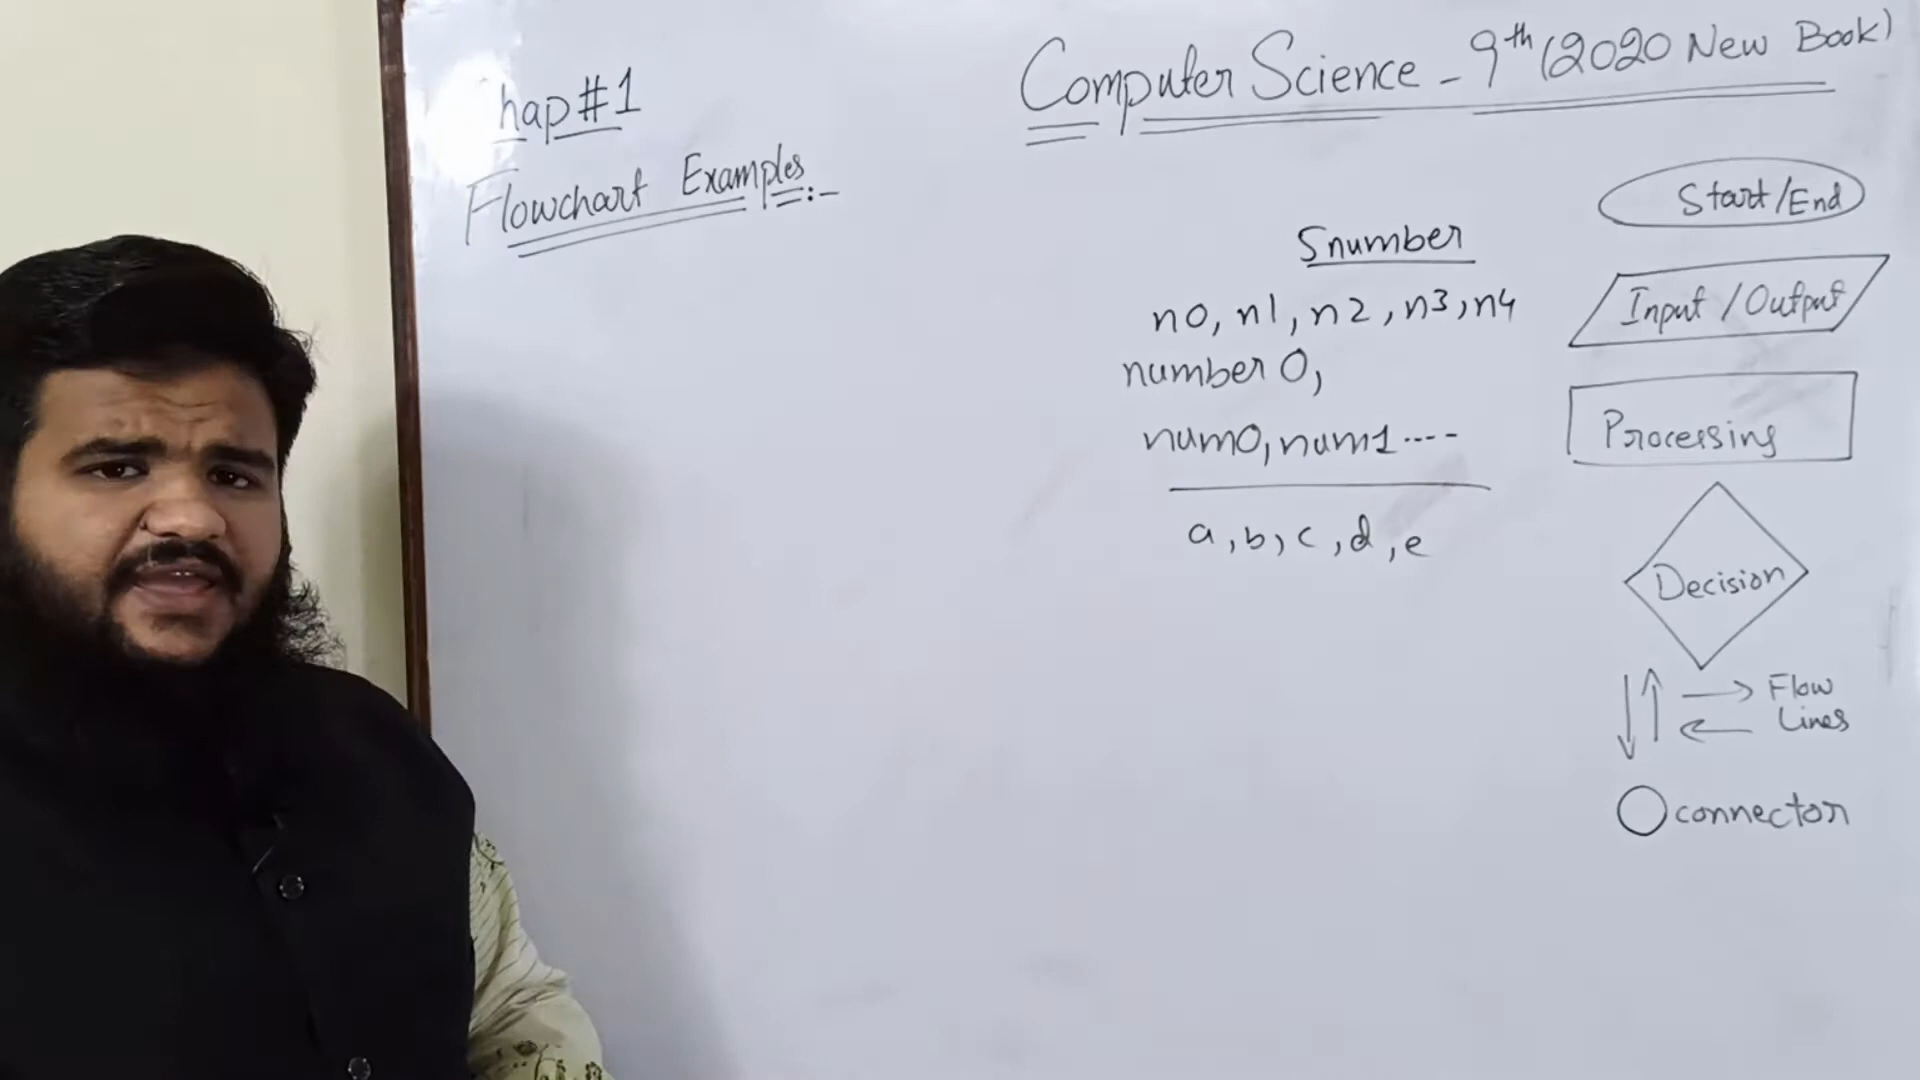 hap#1
Flowchart Examples:-
Computer Science - 9th (2020 New Book)
5number
n0, n1, n2, n3, n4
number 0,
num0, num1 ----
a, b, c, d, e
Start/End
Input/Output
Processing
Decision
Flow
Lines
connector